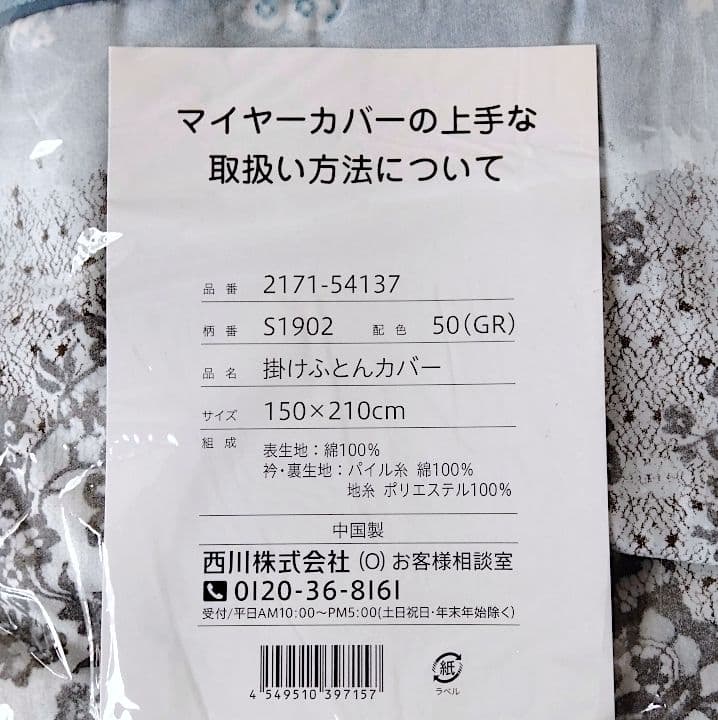 マイヤーカバーの上手な
取扱い方法について
品番 2171-54137
柄番 S1902 配色 50(GR)
品名 掛けふとんカバー
サイズ 150×210cm
組成 表生地：綿100%
衿・裏生地：パイル糸 綿100%
地糸 ポリエステル100%
中国製
西川株式会社 (O) お客様相談室
0120-36-8161
受付/平日AM10:00〜PM5:00(土日祝日・年末年始除く)
4 549510 397157
紙
ラベル